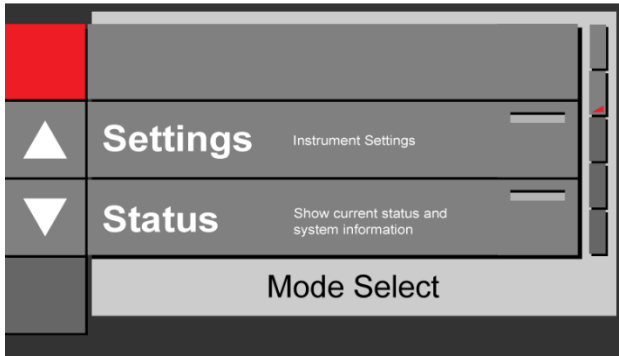 Settings
Instrument Settings
Status
Show current status and
system information
Mode Select